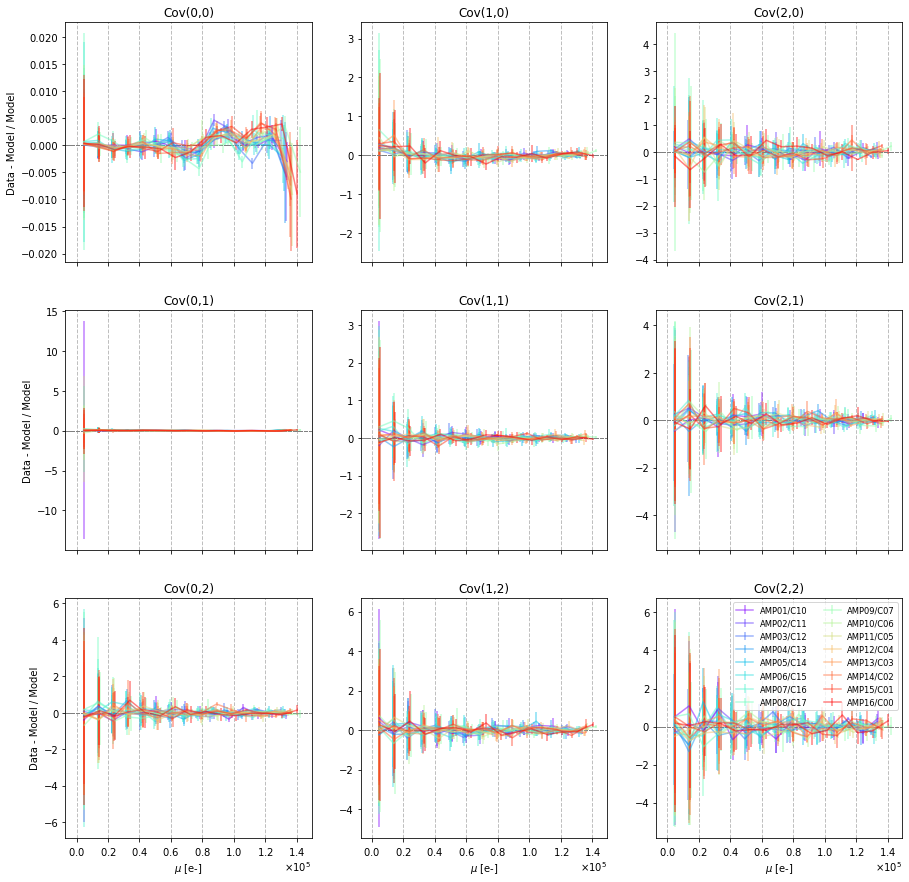 Cov(0,0)
Cov(1,0)
Cov(2,0)
Data - Model / Model
0.020
0.015
0.010
0.005
0.000
−0.005
−0.010
−0.015
−0.020
3
2
1
0
−1
−2
4
3
2
1
0
−1
−2
−3
−4
Cov(0,1)
Cov(1,1)
Cov(2,1)
Data - Model / Model
15
10
5
0
−5
−10
3
2
1
0
−1
−2
4
2
0
−2
−4
Cov(0,2)
Cov(1,2)
Cov(2,2)
Data - Model / Model
6
4
2
0
−2
−4
−6
6
4
2
0
−2
−4
6
4
2
0
−2
−4
AMP01/C10
AMP02/C11
AMP03/C12
AMP04/C13
AMP05/C14
AMP06/C15
AMP07/C16
AMP08/C17
AMP09/C07
AMP10/C06
AMP11/C05
AMP12/C04
AMP13/C03
AMP14/C02
AMP15/C01
AMP16/C00
0.0 0.2 0.4 0.6 0.8 1.0 1.2 1.4
μ [e-]
×10⁵
0.0 0.2 0.4 0.6 0.8 1.0 1.2 1.4
μ [e-]
×10⁵
0.0 0.2 0.4 0.6 0.8 1.0 1.2 1.4
μ [e-]
×10⁵